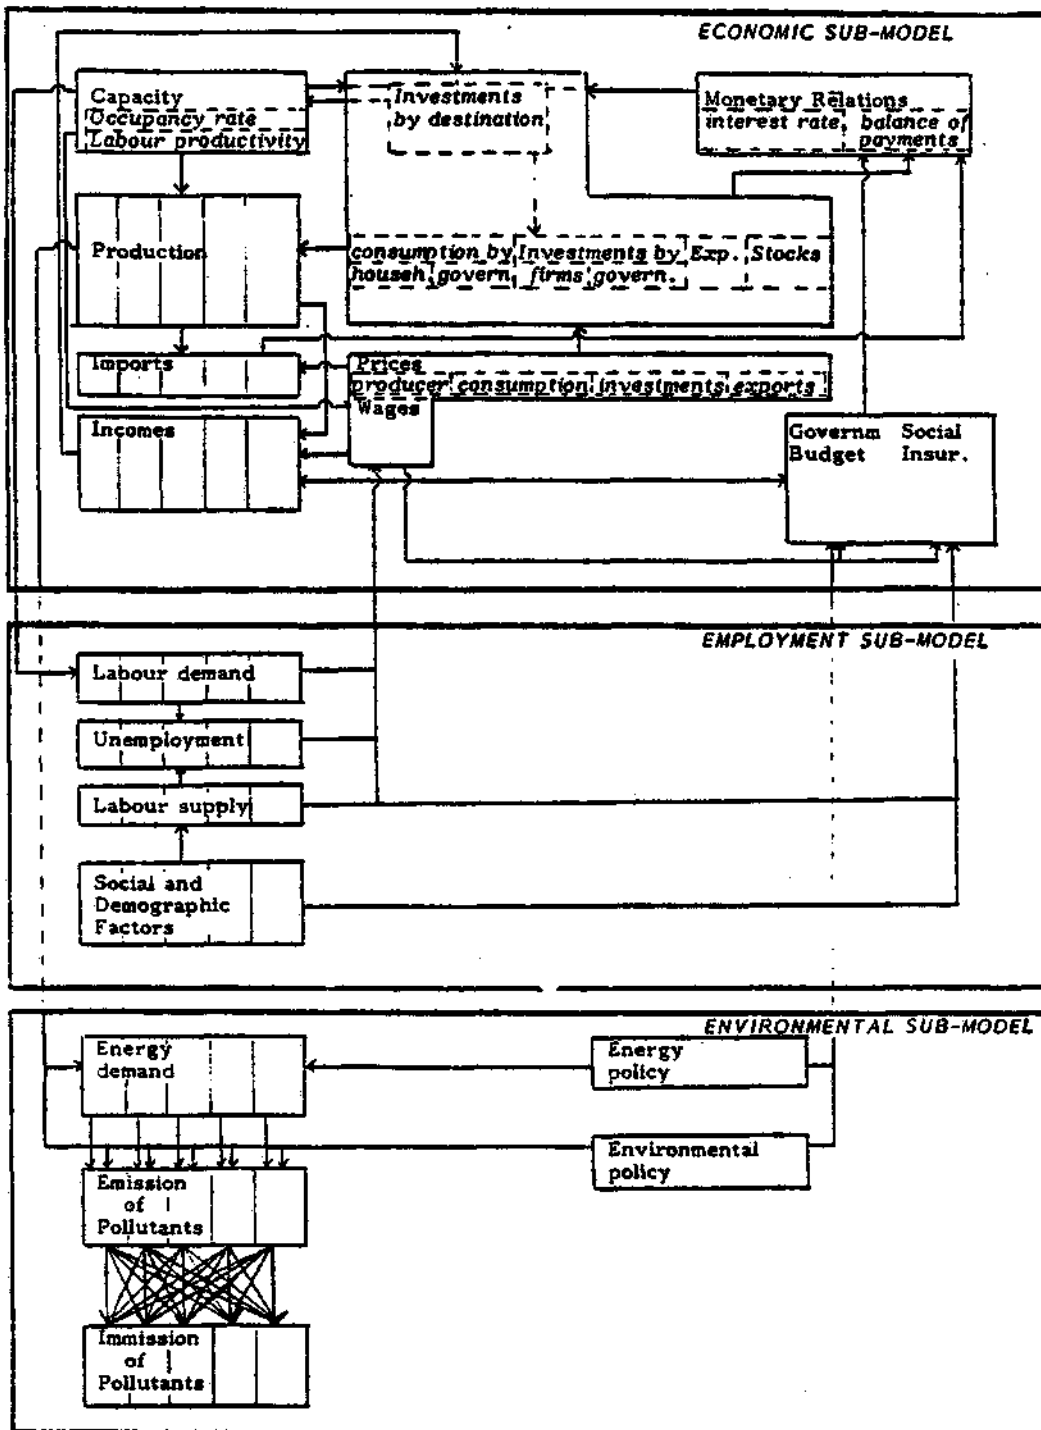 ECONOMIC SUB-MODEL
Capacity
Occupancy rate
Labour productivity
Investments
by destination
Monetary Relations
interest rate balance of
payments
Production
consumption by Investments by Exp. Stocks
househ govern. firms govern.
Imports
Prices
producer consumption investments exports
Wages
Incomes
Governm Social
Budget Insur.
EMPLOYMENT SUB-MODEL
Labour demand
Unemployment
Labour supply
Social and
Demographic
Factors
ENVIRONMENTAL SUB-MODEL
Energy
demand
Energy
policy
Environmental
policy
Emission
of
Pollutants
Immission
of
Pollutants